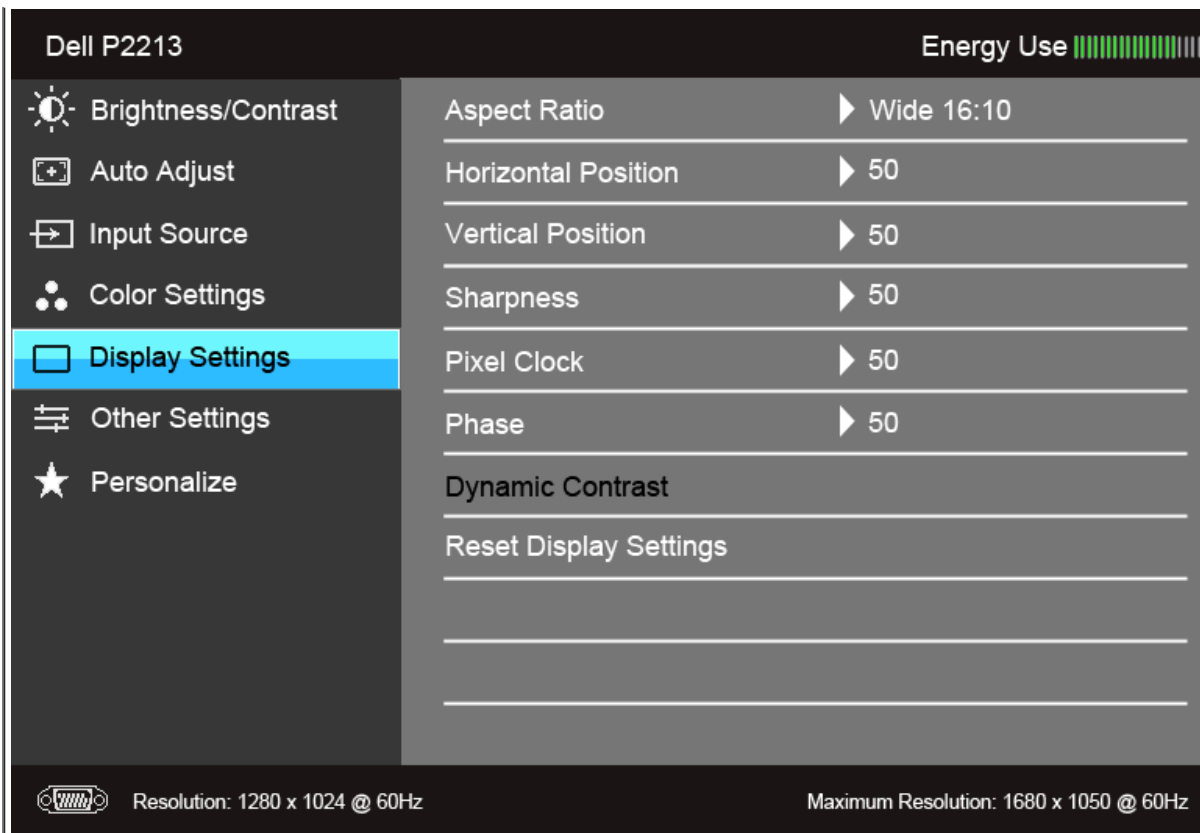 Dell P2213 Energy Use
Brightness/Contrast
Auto Adjust
Input Source
Color Settings
Display Settings
Other Settings
Personalize
Aspect Ratio Wide 16:10
Horizontal Position 50
Vertical Position 50
Sharpness 50
Pixel Clock 50
Phase 50
Dynamic Contrast
Reset Display Settings
Resolution: 1280 x 1024 @ 60Hz Maximum Resolution: 1680 x 1050 @ 60Hz